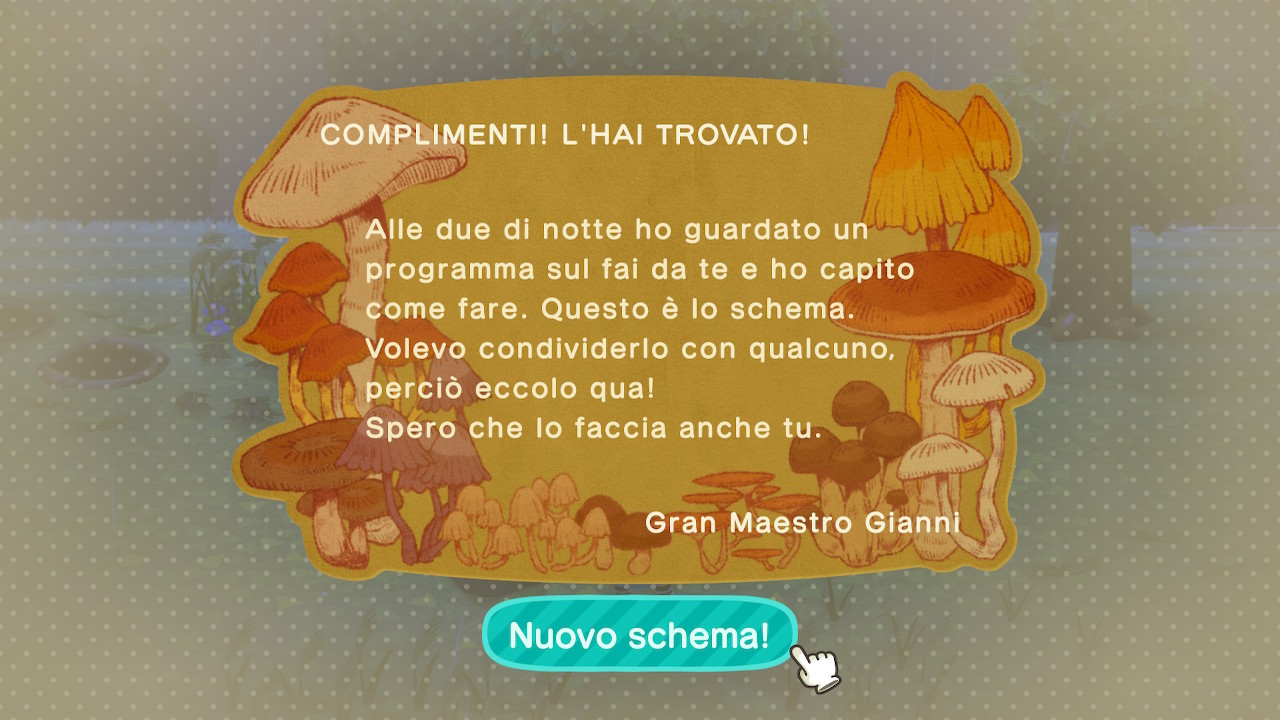 COMPLIMENTI! L'HAI TROVATO!
Alle due di notte ho guardato un
programma sul fai da te e ho capito
come fare. Questo è lo schema.
Volevo condividerlo con qualcuno,
perciò eccolo qua!
Spero che lo faccia anche tu.
Gran Maestro Gianni
Nuovo schema!